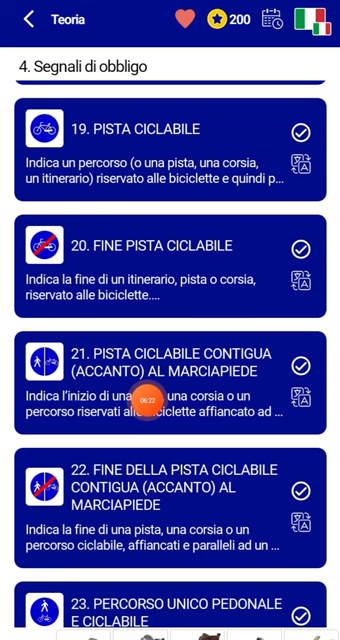 Teoria
200
4. Segnali di obbligo
19. PISTA CICLABILE
Indica un percorso (o una pista, una corsia,
un itinerario) riservato alle biciclette e quindi p...
20. FINE PISTA CICLABILE
Indica la fine di un itinerario, pista o corsia,
riservato alle biciclette....
21. PISTA CICLABILE CONTIGUA
(ACCANTO) AL MARCIAPIEDE
Indica l'inizio di una una corsia o un
06:22
percorso riservati all ciclette affiancato ad ...
22. FINE DELLA PISTA CICLABILE
CONTIGUA (ACCANTO) AL
MARCIAPIEDE
Indica la fine di una pista, una corsia o un
percorso ciclabile, affiancati e paralleli ad un ...
23. PERCORSO UNICO PEDONALE
E CICLABILE